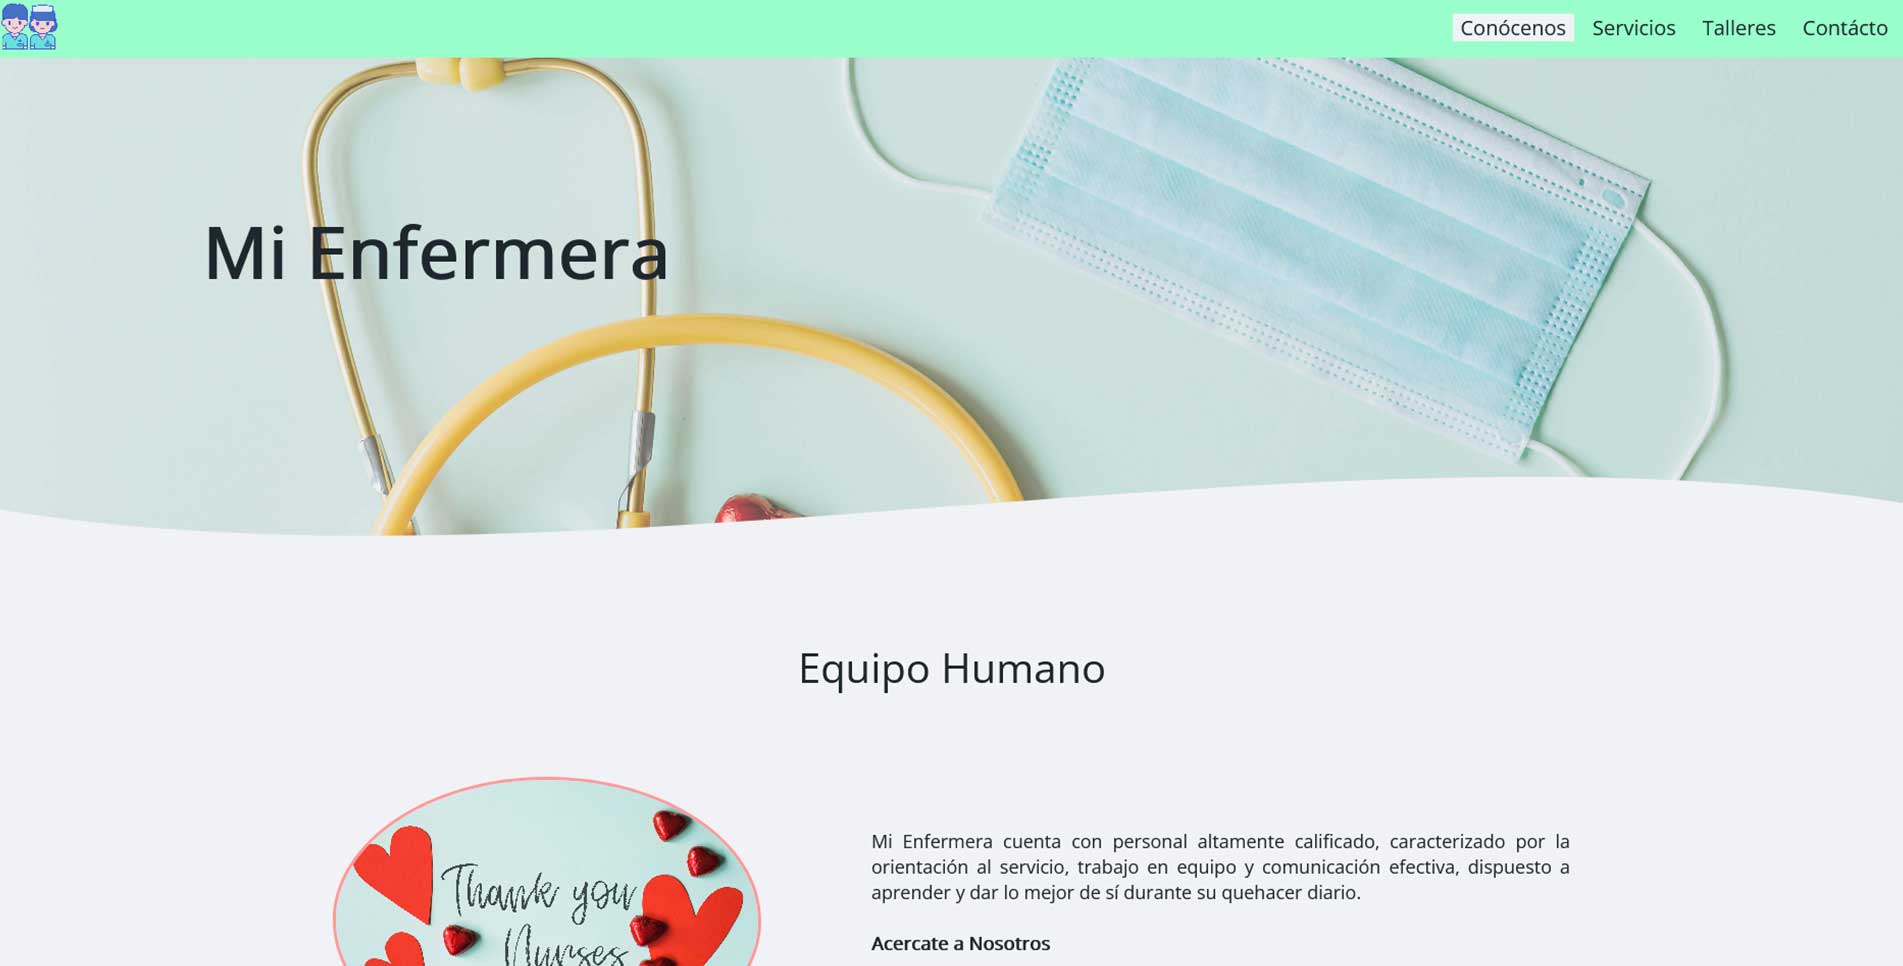 Conócenos Servicios Talleres Contácto
Mi Enfermera
Equipo Humano
Thank you
Nurses
Mi Enfermera cuenta con personal altamente calificado, caracterizado por la
orientación al servicio, trabajo en equipo y comunicación efectiva, dispuesto a
aprender y dar lo mejor de sí durante su quehacer diario.
Acercate a Nosotros